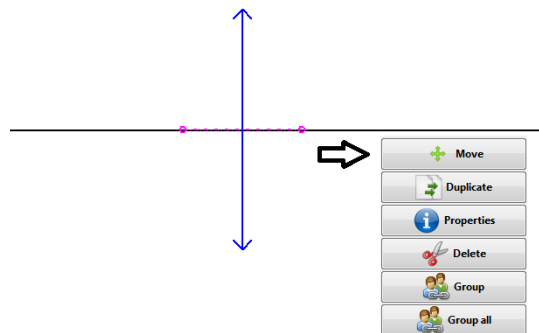 Move
Duplicate
Properties
Delete
Group
Group all